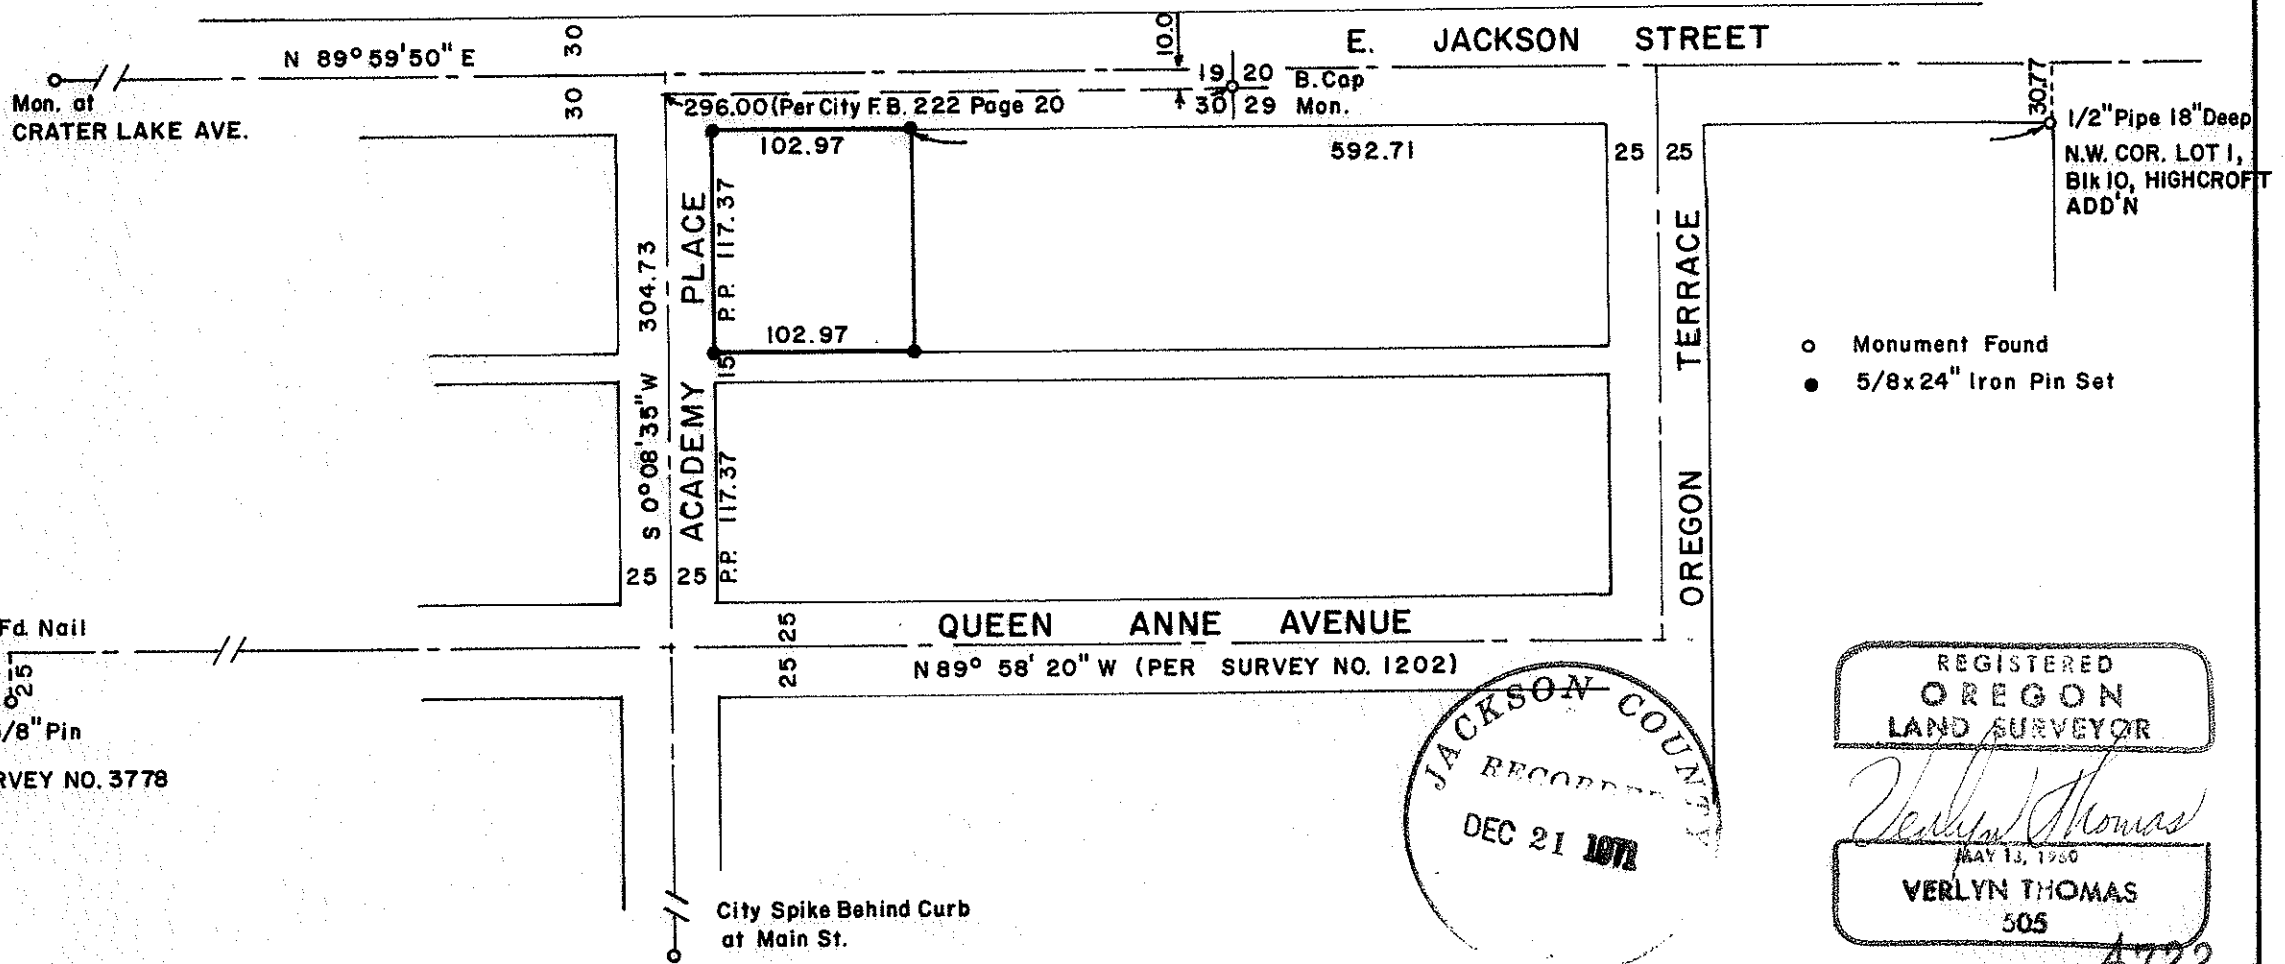 N 89° 59' 50" E
30
30
10.0
E. JACKSON STREET
Mon. at
CRATER LAKE AVE.
296.00 (Per City F.B. 222 Page 20
19 20
30 29
B. Cap
Mon.
30.77
1/2" Pipe 18" Deep
N.W. COR. LOT 1,
Blk 10, HIGHCROFT
ADD'N
102.97
592.71
25 25
P.P. 117.37
304.73
S 0° 08' 35" W
ACADEMY PLACE
102.97
15
P.P. 117.37
OREGON TERRACE
Monument Found
5/8 x 24" Iron Pin Set
25 25
Fd. Nail
25
/8" Pin
RVEY NO. 3778
25
25
QUEEN ANNE AVENUE
N 89° 58' 20" W (PER SURVEY NO. 1202)
City Spike Behind Curb
at Main St.
JACKSON COUNTY
RECORDED
DEC 21 1971
REGISTERED
OREGON
LAND SURVEYOR
Verlyn Thomas
MAY 13, 1960
VERLYN THOMAS
505